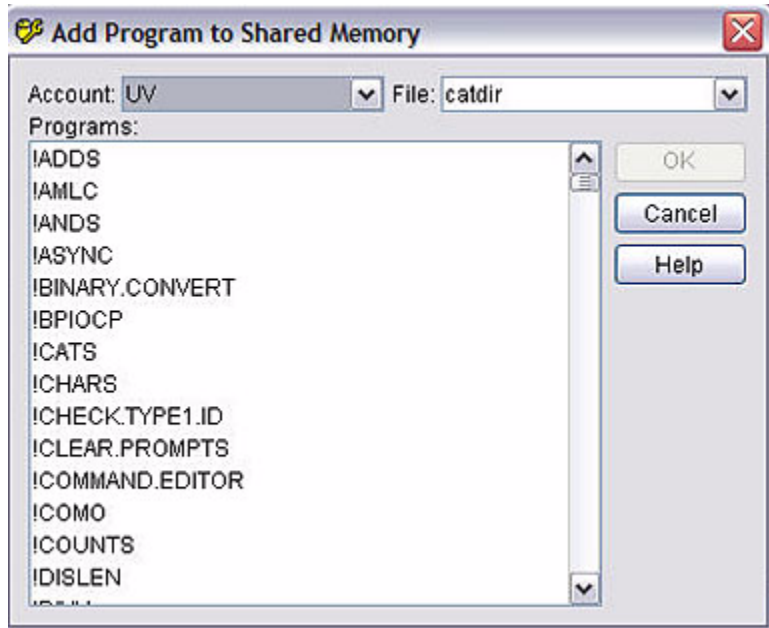 Add Program to Shared Memory
Account: UV File: catdir
Programs:
!ADDS
!AMLC
!ANDS
!ASYNC
!BINARY.CONVERT
!BPIOCP
!CATS
!CHARS
!CHECK.TYPE1.ID
!CLEAR.PROMPTS
!COMMAND.EDITOR
!COMO
!COUNTS
!DISLEN
OK
Cancel
Help